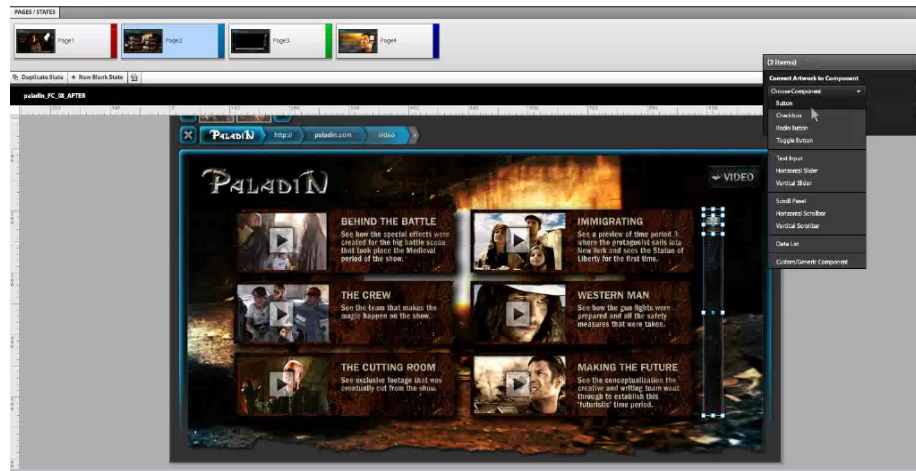 PAGES / STATES
Page1
Page2
Page3
Page4
Duplicate State
New Blank State
paladin_FC_08_AFTER
(3 items)
Convert Artwork to Component
Choose Component
Button
Checkbox
Radio Button
Toggle Button
Text Input
Horizontal Slider
Vertical Slider
Scroll Panel
Horizontal Scrollbar
Vertical Scrollbar
Data List
Custom/Generic Component
PALADIN
http://
paladin.com
video
PALADIN
VIDEO
BEHIND THE BATTLE
See how the special effects were
created for the big battle scene
that took place the Medieval
period of the show.
IMMIGRATING
See a preview of time period 3
where the protagonist sails into
New York and sees the Statue of
Liberty for the first time.
THE CREW
See the team that makes the
magic happen on the show.
WESTERN MAN
See how the gun fights were
prepared and all the safety
measures that were taken.
THE CUTTING ROOM
See exclusive footage that was
eventually cut from the show.
MAKING THE FUTURE
See the conceptualization the
creative and writing team went
through to establish this
'futuristic' time period.